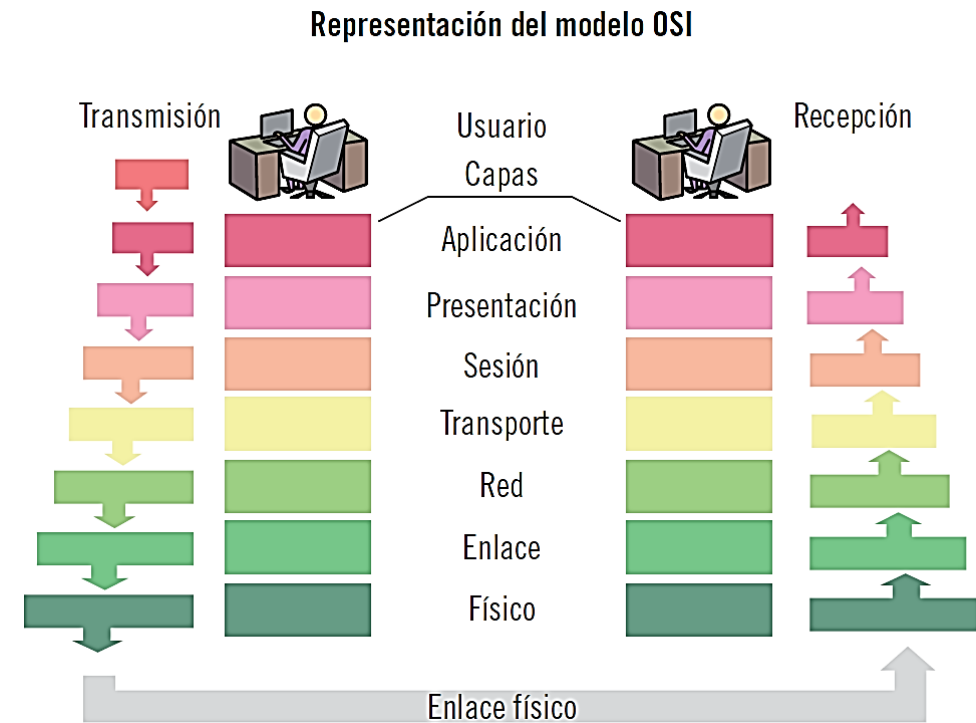 Representación del modelo OSI
Transmisión
Usuario
Recepción
Capas
Aplicación
Presentación
Sesión
Transporte
Red
Enlace
Físico
Enlace físico